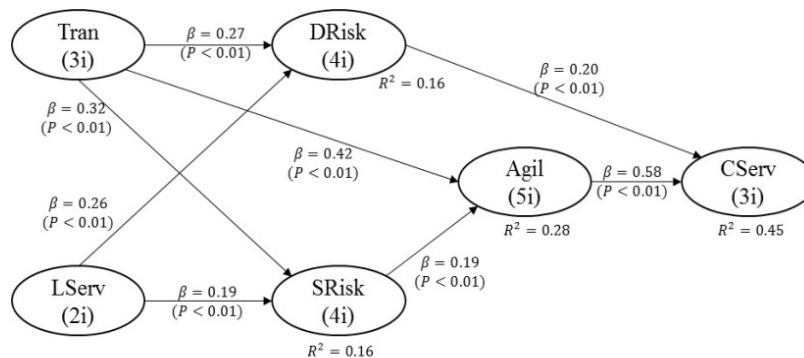 Tran
(3i)
β = 0.27
(P < 0.01)
DRisk
(4i)
R² = 0.16
β = 0.20
(P < 0.01)
β = 0.32
(P < 0.01)
β = 0.42
(P < 0.01)
Agil
(5i)
R² = 0.28
β = 0.58
(P < 0.01)
CServ
(3i)
R² = 0.45
β = 0.26
(P < 0.01)
LServ
(2i)
β = 0.19
(P < 0.01)
SRisk
(4i)
R² = 0.16
β = 0.19
(P < 0.01)